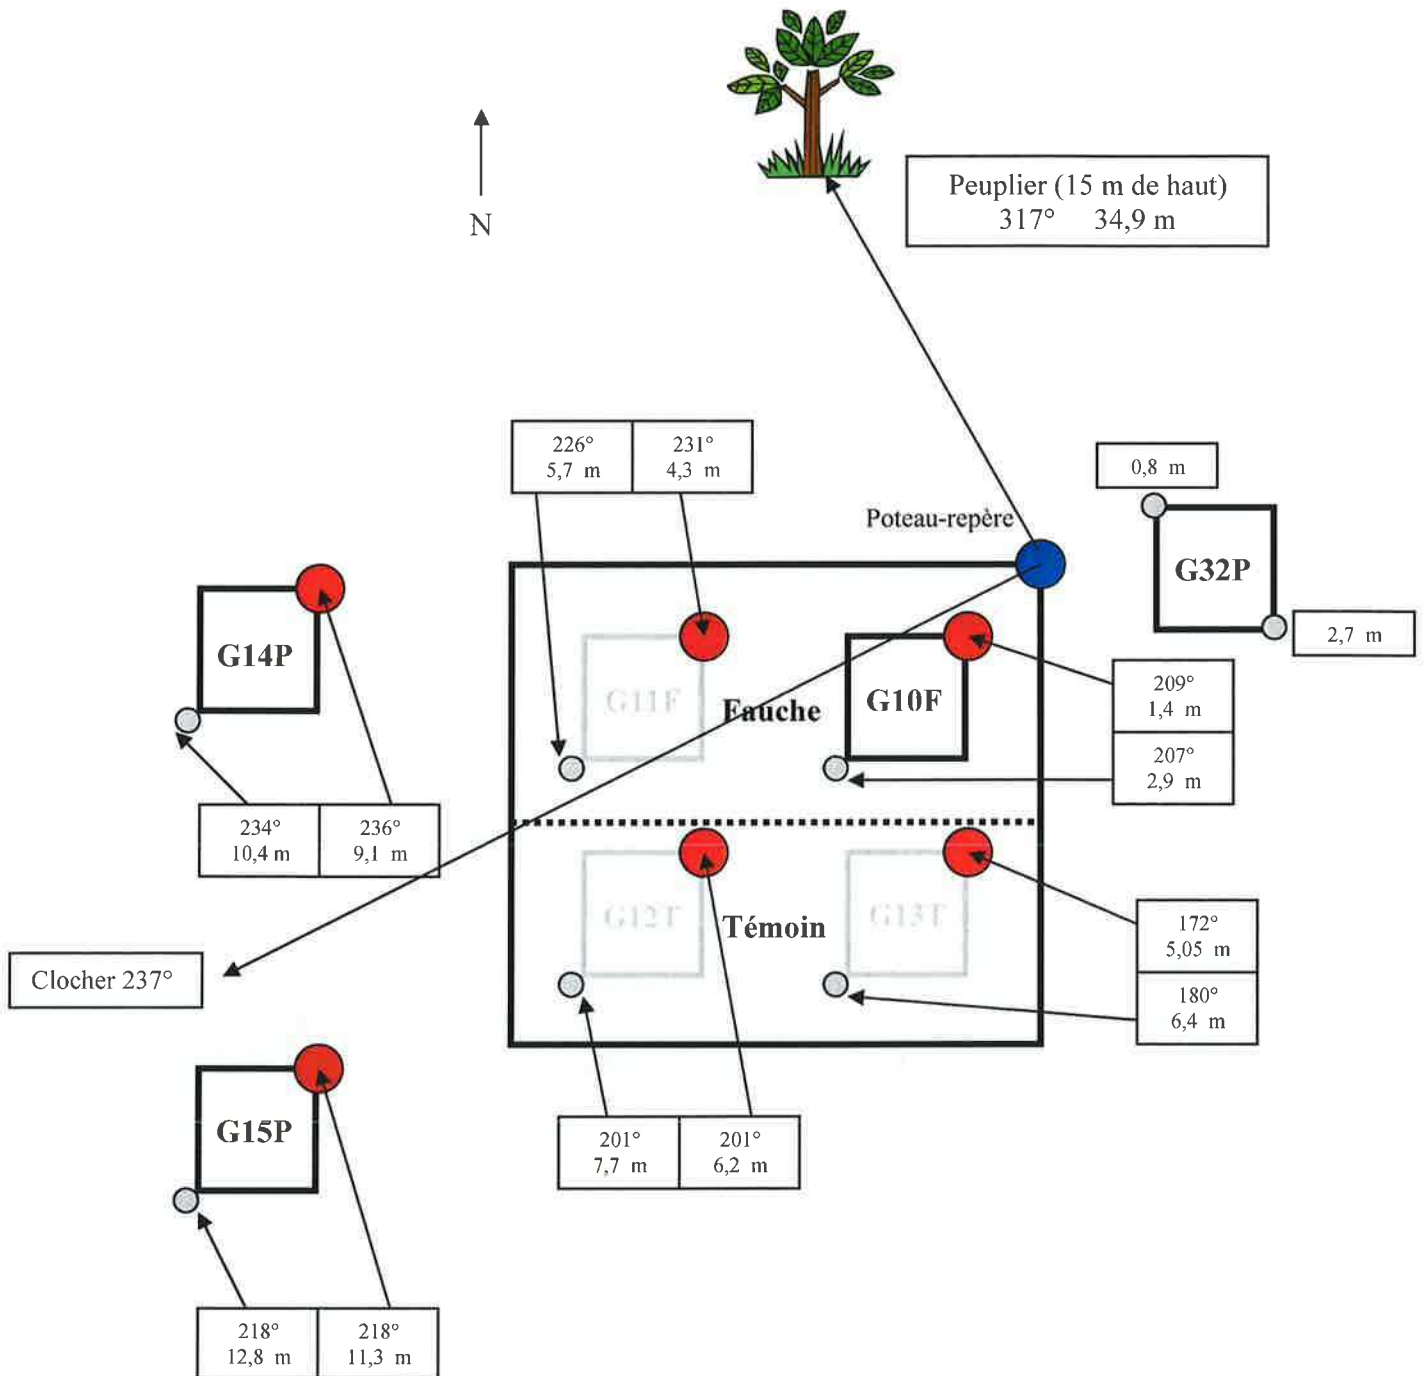 Peuplier (15 m de haut)
317° 34,9 m
N
226°
5,7 m
231°
4,3 m
0,8 m
Poteau-repère
G32P
2,7 m
G14P
G11F
Fauche
G10F
209°
1,4 m
207°
2,9 m
234°
10,4 m
236°
9,1 m
G12T
Témoin
G13T
172°
5,05 m
180°
6,4 m
Clocher 237°
G15P
201°
7,7 m
201°
6,2 m
218°
12,8 m
218°
11,3 m